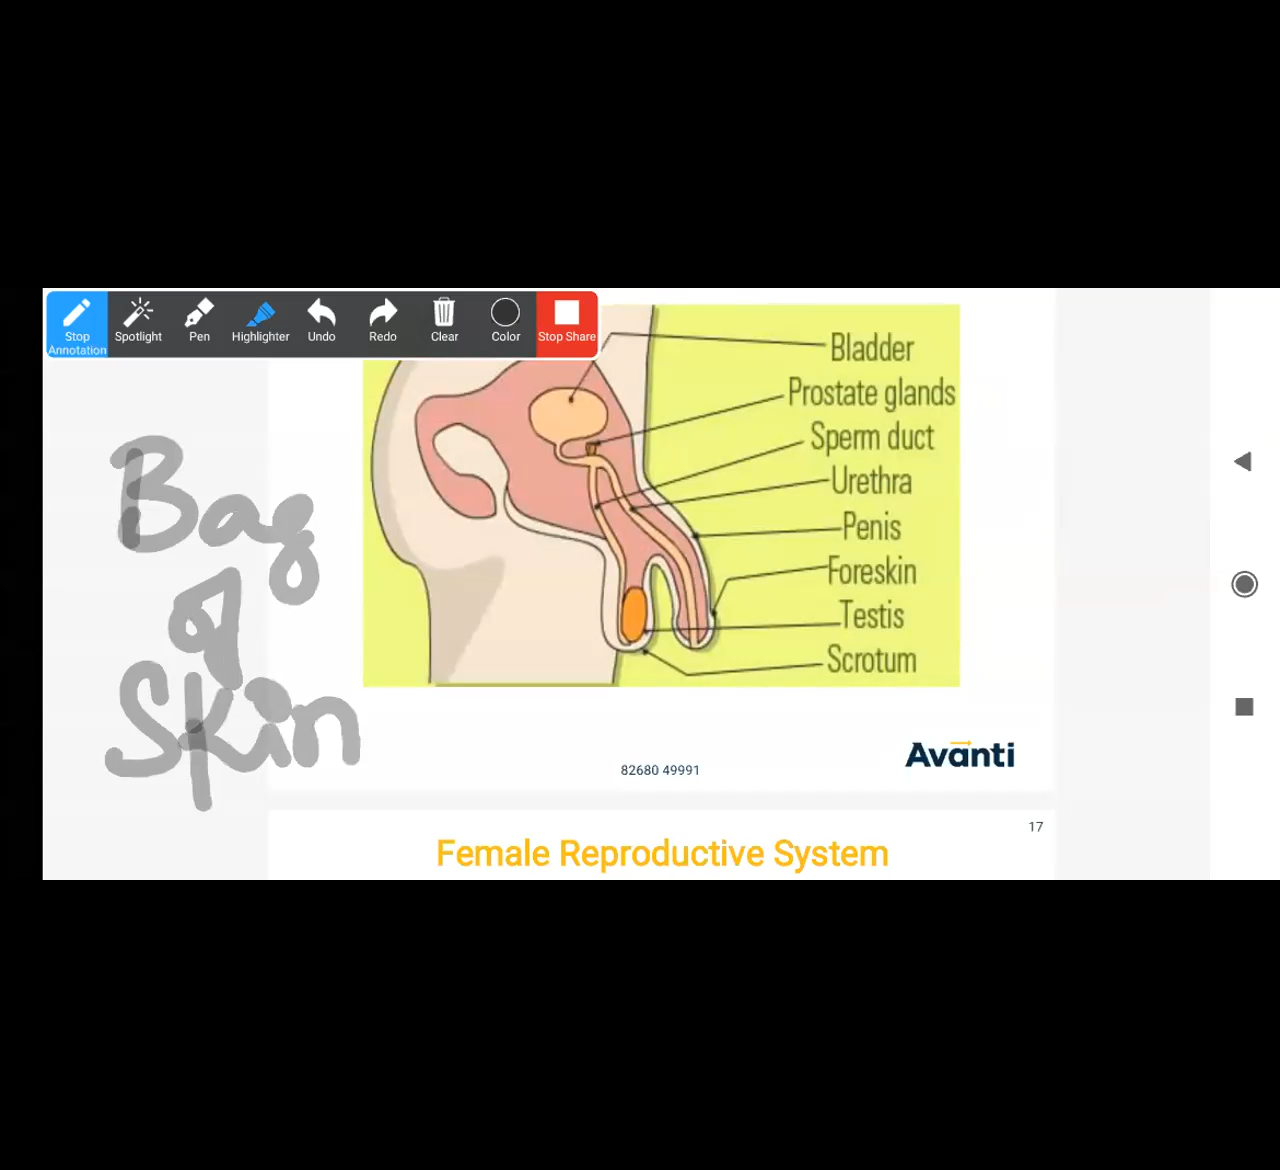 Stop Annotation
Spotlight
Pen
Highlighter
Undo
Redo
Clear
Color
Stop Share
Bladder
Prostate glands
Sperm duct
Urethra
Penis
Foreskin
Testis
Scrotum
Bag
of
Skin
82680 49991
Avanti
17
Female Reproductive System